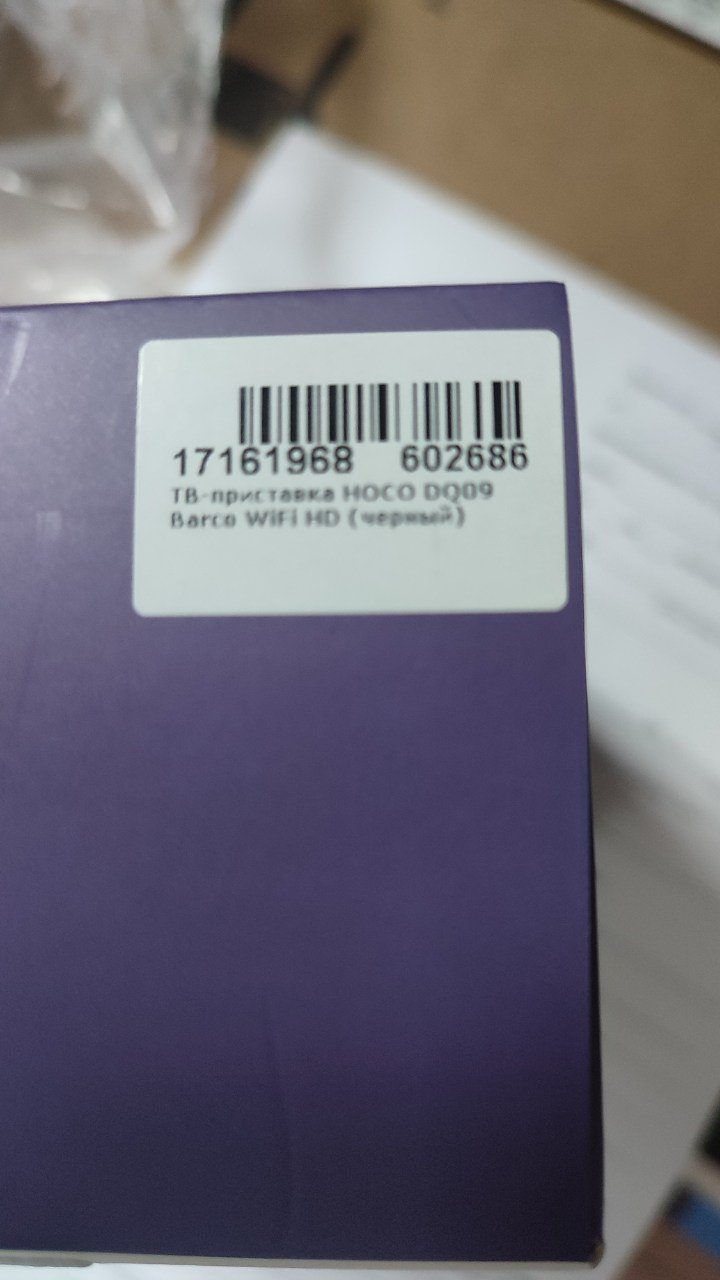 17161968 602686
ТВ-приставка HOCO DQ09
Barco WiFi HD (черный)